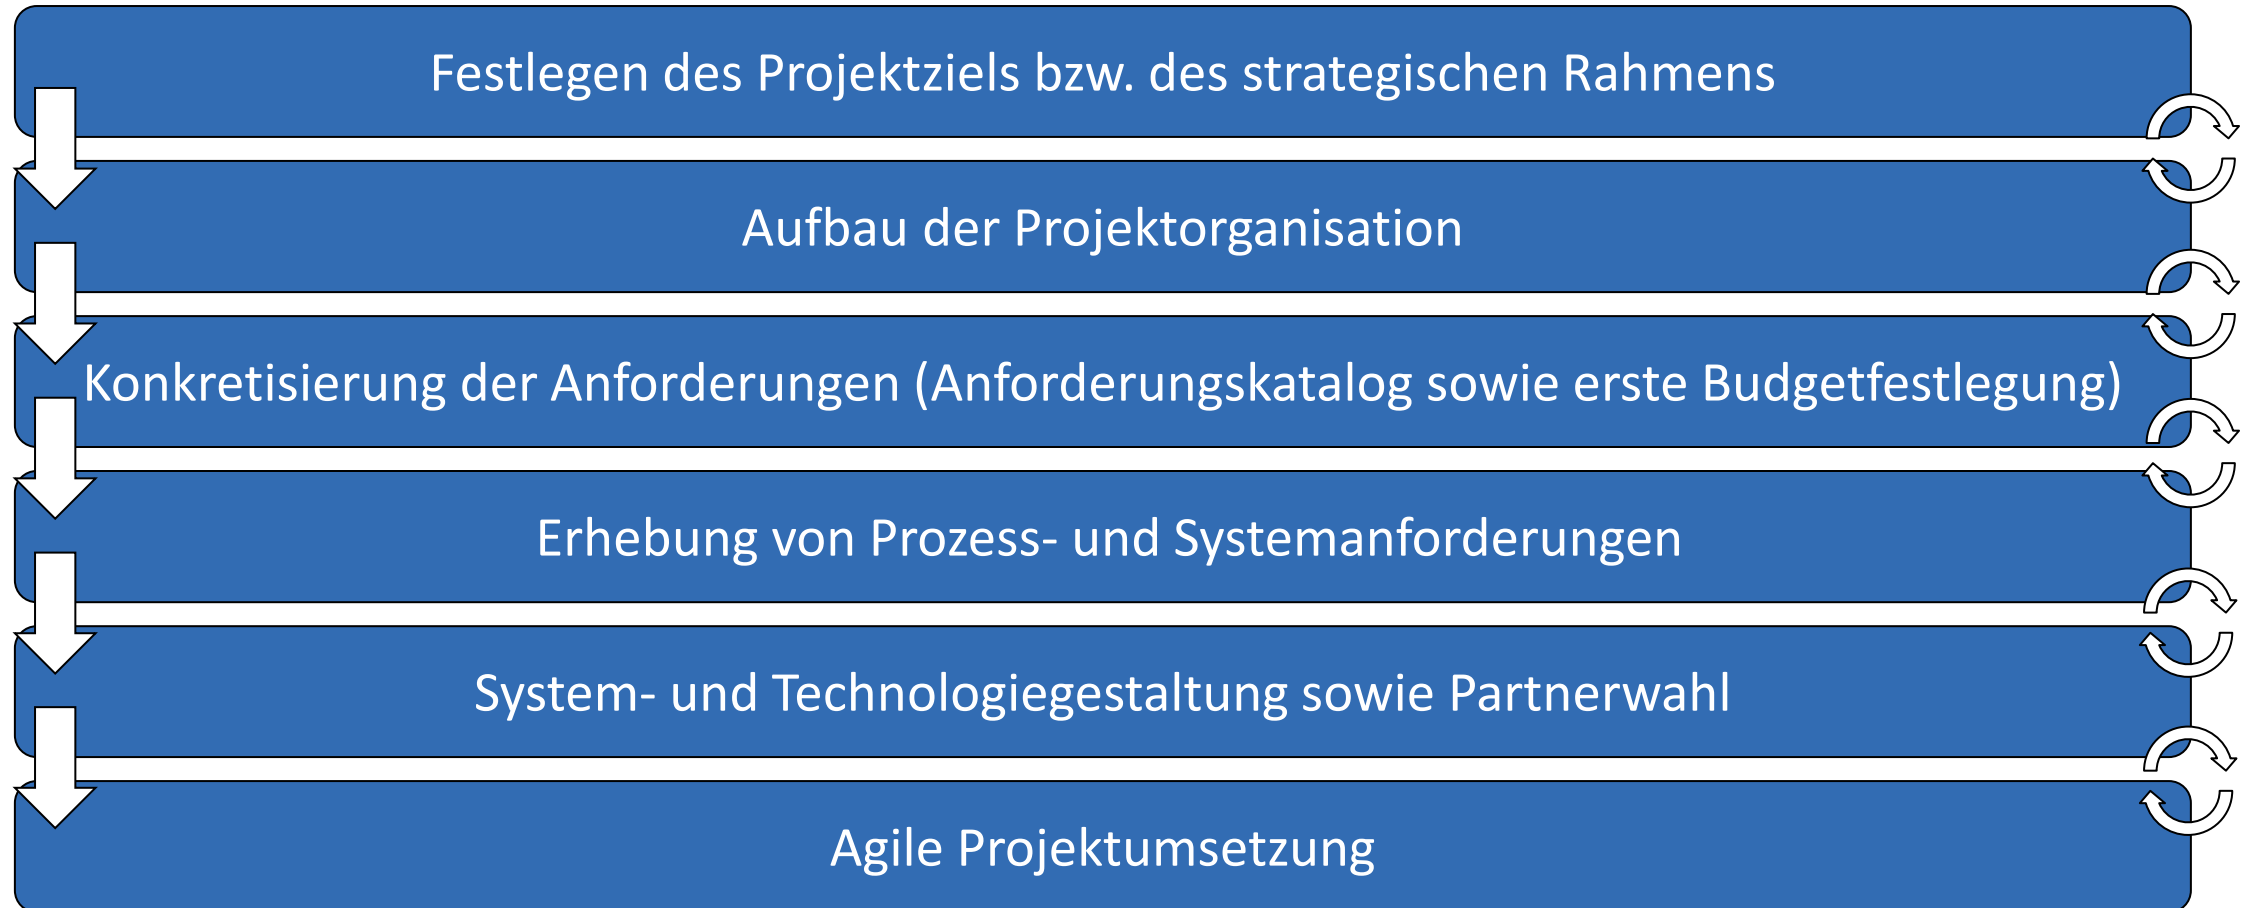 Festlegen des Projektziels bzw. des strategischen Rahmens
Aufbau der Projektorganisation
Konkretisierung der Anforderungen (Anforderungskatalog sowie erste Budgetfestlegung)
Erhebung von Prozess- und Systemanforderungen
System- und Technologiegestaltung sowie Partnerwahl
Agile Projektumsetzung